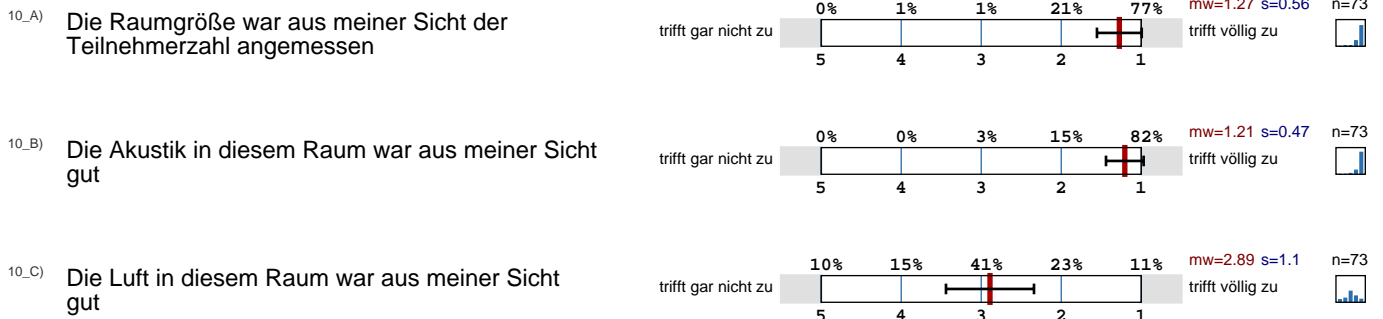 0% 1% 1% 21% 77% mw=1.27 s=0.56 n=73
10_A) Die Raumgröße war aus meiner Sicht der
Teilnehmerzahl angemessen
trifft gar nicht zu trifft völlig zu
5 4 3 2 1
0% 0% 3% 15% 82% mw=1.21 s=0.47 n=73
10_B) Die Akustik in diesem Raum war aus meiner Sicht
gut
trifft gar nicht zu trifft völlig zu
5 4 3 2 1
10% 15% 41% 23% 11% mw=2.89 s=1.1 n=73
10_C) Die Luft in diesem Raum war aus meiner Sicht
gut
trifft gar nicht zu trifft völlig zu
5 4 3 2 1